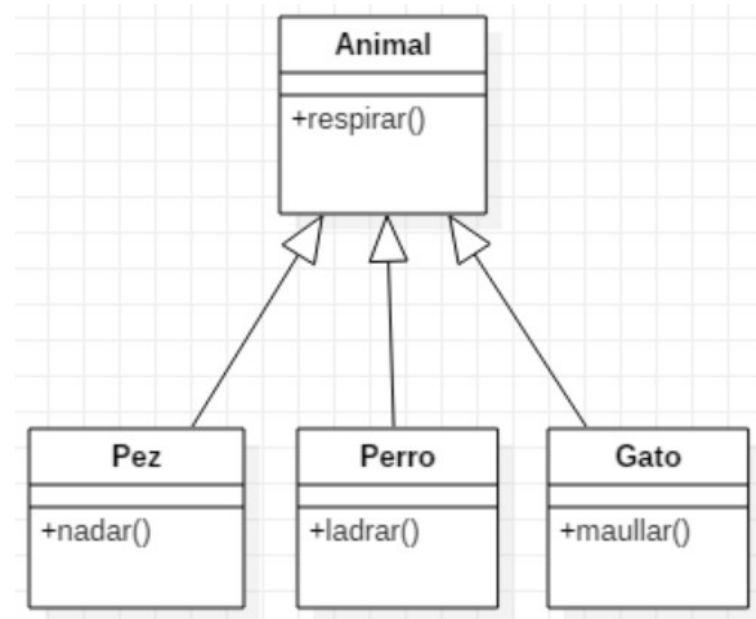 Animal
+respirar()
Pez
+nadar()
Perro
+ladrar()
Gato
+maullar()